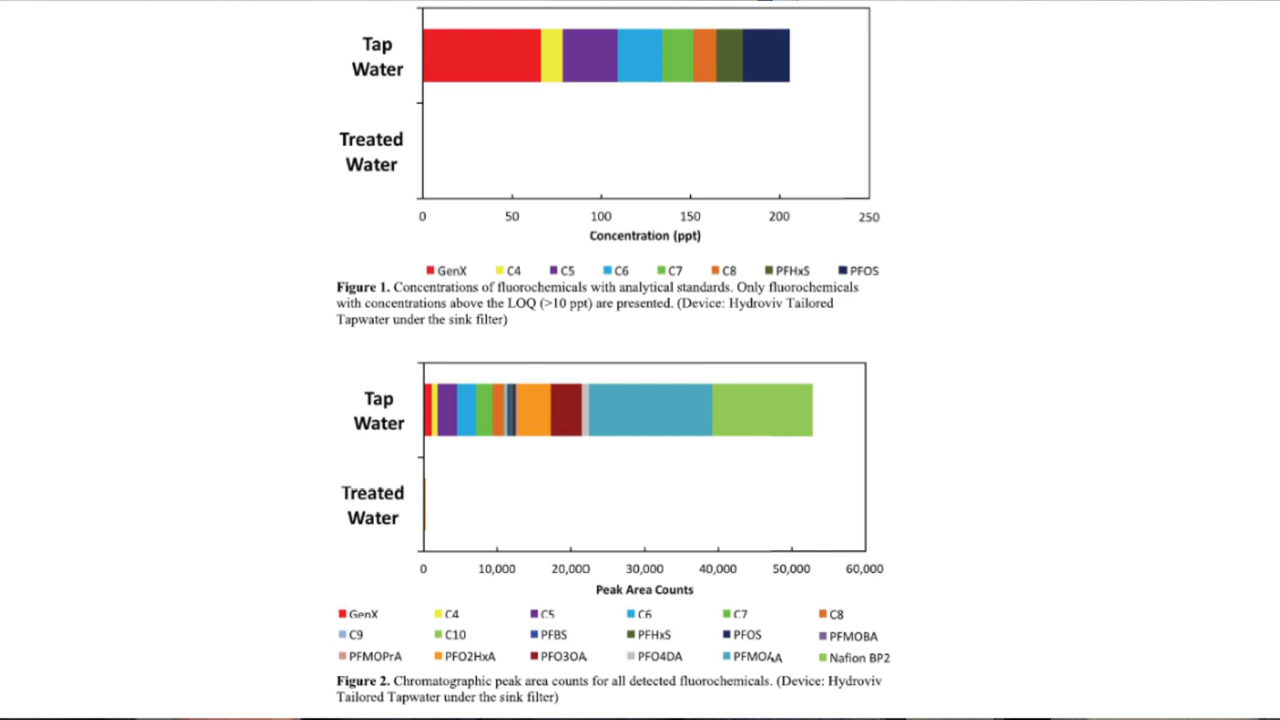 Tap
Water
Treated
Water
0 50 100 150 200 250
Concentration (ppt)
GenX C4 C5 C6 C7 C8 PFHxS PFOS
Figure 1. Concentrations of fluorochemicals with analytical standards. Only fluorochemicals
with concentrations above the LOQ (>10 ppt) are presented. (Device: Hydroviv Tailored
Tapwater under the sink filter)
Tap
Water
Treated
Water
0 10,000 20,000 30,000 40,000 50,000 60,000
Peak Area Counts
GenX C4 C5 C6 C7 C8
C9 C10 PFBS PFHxS PFOS PFMOBA
PFMOPrA PFO2HxA PFO3OA PFO4DA PFMOAA Nafion BP2
Figure 2. Chromatographic peak area counts for all detected fluorochemicals. (Device: Hydroviv
Tailored Tapwater under the sink filter)